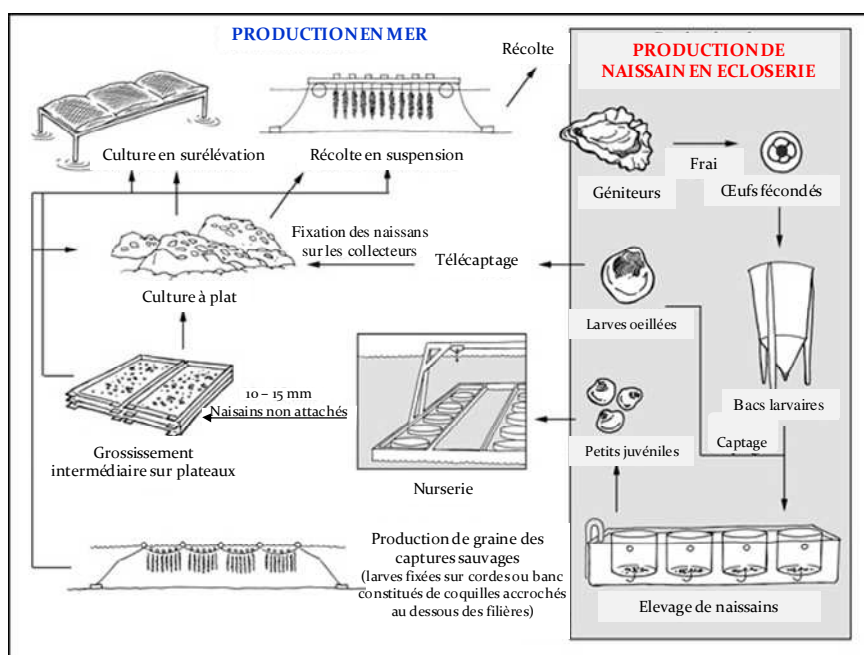 PRODUCTION EN MER
Récolte
PRODUCTION DE
NAISSAIN EN ECLOSERIE
Culture en surélévation
Récolte en suspension
Géniteurs
Frai
Œufs fécondés
Fixation des naissans
sur les collecteurs
Télécaptage
Culture à plat
Larves oeillées
10 – 15 mm
Naisains non attachés
Bacs larvaires
Captage
Grossissement
intermédiaire sur plateaux
Nurserie
Petits juvéniles
Production de graine des
captures sauvages
(larves fixées sur cordes ou banc
constitués de coquilles accrochés
au dessous des filières)
Elevage de naissains